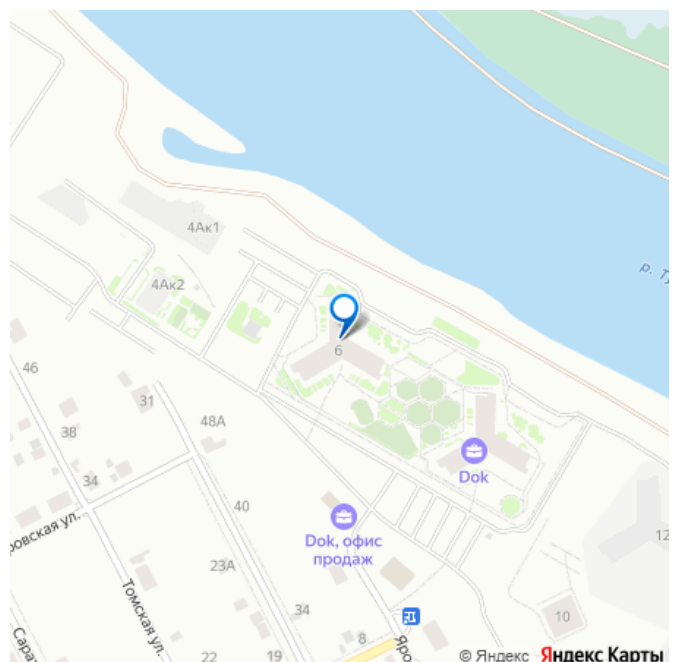 4Ак1
р. Ту
4Ак2
6
46
31
38
48А
34
Dok
40
ровская ул.
Dok, офис
продаж
12
23А
Томская ул.
34
10
8
Яро
Сара
22
19
© Яндекс Яндекс Карты